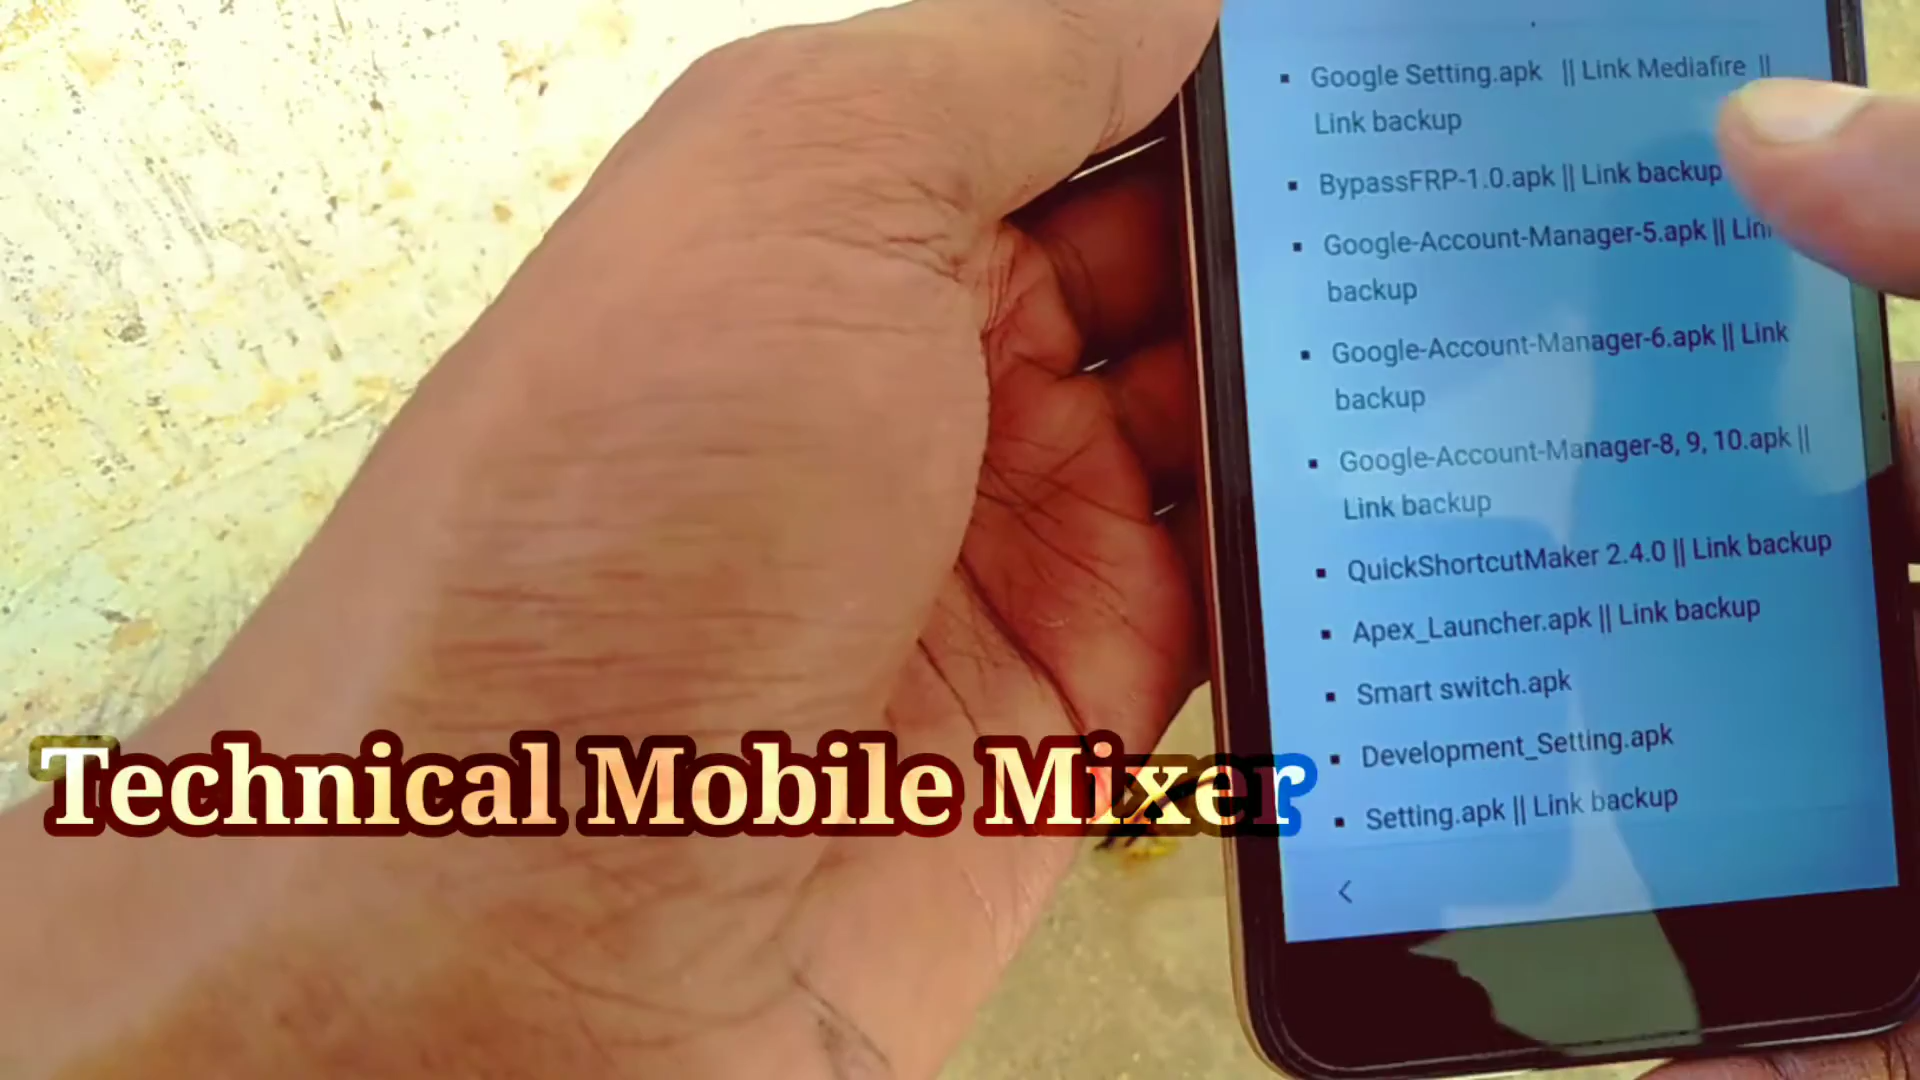 Google Setting.apk || Link Mediafire ||
Link backup
BypassFRP-1.0.apk || Link backup
Google-Account-Manager-5.apk ||
backup
Google-Account-Manager-6.apk || Link
backup
Google-Account-Manager-8, 9, 10.apk ||
Link backup
QuickShortcutMaker 2.4.0 || Link backup
Apex_Launcher.apk || Link backup
Smart switch.apk
Development_Setting.apk
Setting.apk || Link backup
Technical Mobile Mixer